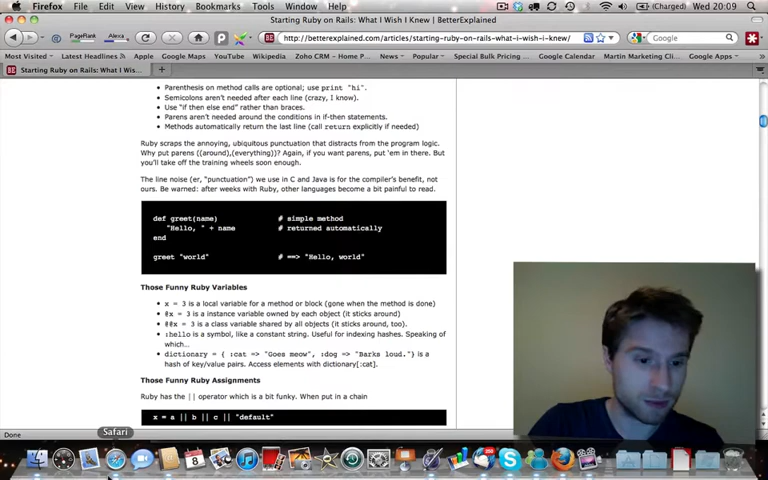 Firefox File Edit View History Bookmarks Tools Window Help (Charged) Wed 20:09
Starting Ruby on Rails: What I Wish I Knew | BetterExplained
PageRank Alexa http://betterexplained.com/articles/starting-ruby-on-rails-what-i-wish-i-knew/ Google
Most Visited Latest Headlines Amazon Google Wikipedia Zoho CRM - Home P... News Popular Special Bulk Pricing ... Google Calendar Martin Marketing Cli... Google Apps
Starting Ruby on Rails: What I Wis...
Parenthesis on method calls are optional; use print "hi".
Semicolons aren't needed after each line (crazy, I know).
Use "if then else end" rather than braces.
Parens aren't needed around the conditions in if-then statements.
Methods automatically return the last line (call return explicitly if needed)
Ruby scraps the annoying, ubiquitous punctuation that distracts from the program logic.
Why put parens ((around),(everything))? Again, if you want parens, put 'em in there. But
you'll take off the training wheels soon enough.
The line noise (er, "punctuation") we use in C and Java is for the compiler's benefit, not
ours. Be warned: after weeks with Ruby, other languages become a bit painful to read.
def greet(name) # simple method
"Hello, " + name # returned automatically
end
greet "world" # ==> "Hello, world"
Those Funny Ruby Variables
x = 3 is a local variable for a method or block (gone when the method is done)
@x = 3 is a instance variable owned by each object (it sticks around)
@@x = 3 is a class variable shared by all objects (it sticks around, too).
:hello is a symbol, like a constant string. Useful for indexing hashes. Speaking of
which...
dictionary = { :cat => "Goes meow", :dog => "Barks loud."} is a
hash of key/value pairs. Access elements with dictionary[:cat].
Those Funny Ruby Assignments
Ruby has the || operator which is a bit funky. When put in a chain
x = a || b || c || "default"
Done
Safari
8